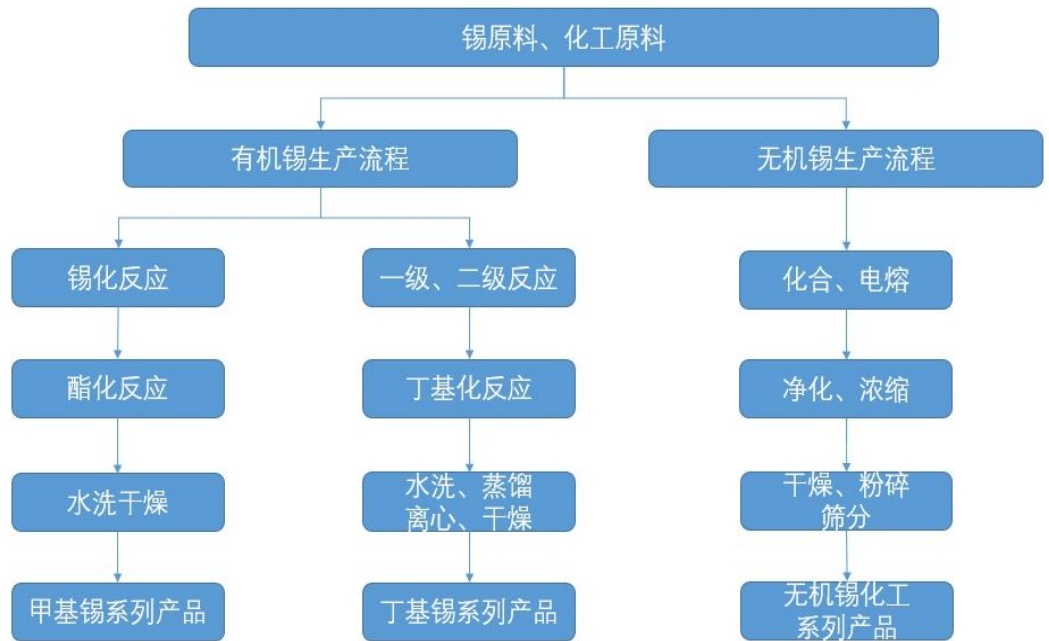 锡原料、化工原料
有机锡生产流程
无机锡生产流程
锡化反应
一级、二级反应
化合、电熔
酯化反应
丁基化反应
净化、浓缩
水洗干燥
水洗、蒸馏
离心、干燥
干燥、粉碎
筛分
甲基锡系列产品
丁基锡系列产品
无机锡化工
系列产品